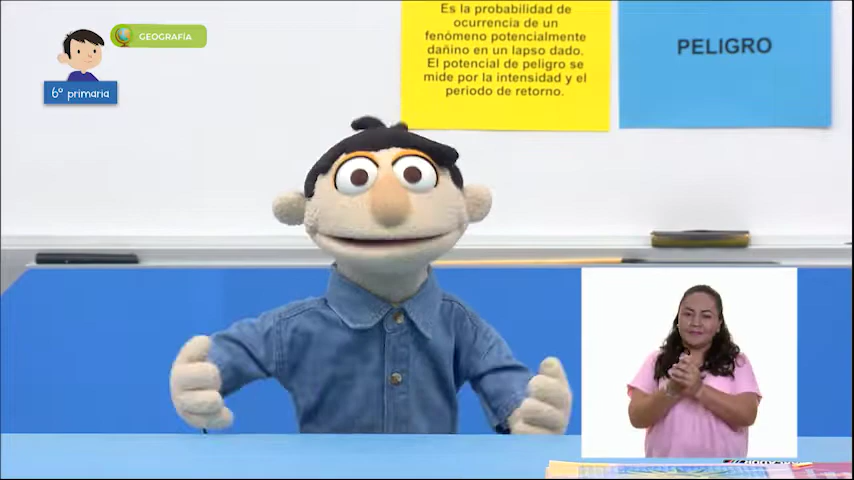 GEOGRAFÍA
6° primaria
Es la probabilidad de
ocurrencia de un
fenómeno potencialmente
dañino en un lapso dado.
El potencial de peligro se
mide por la intensidad y el
periodo de retorno.
PELIGRO